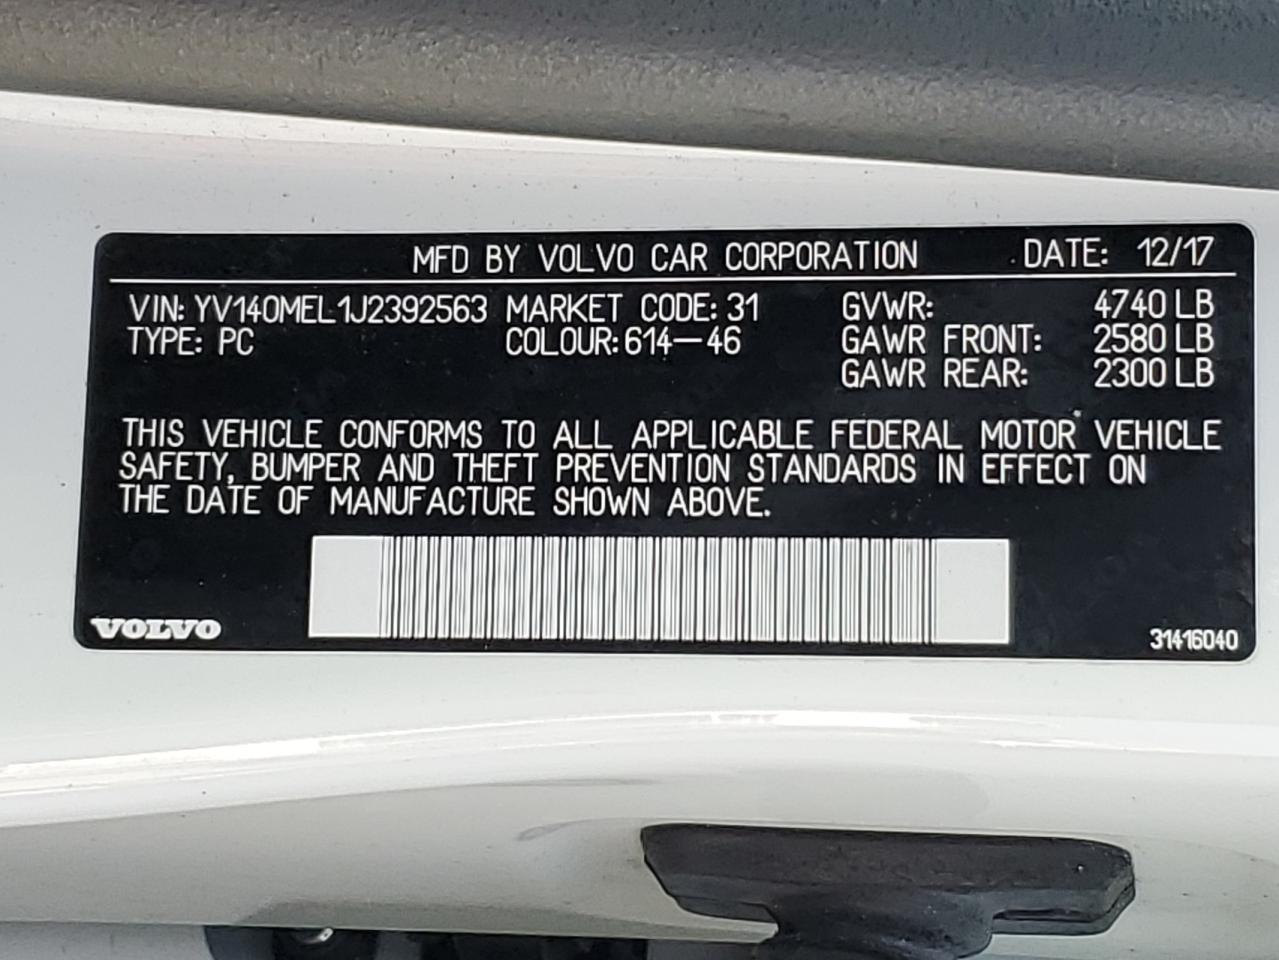 MFD BY VOLVO CAR CORPORATION DATE: 12/17
VIN: YV140MEL1J2392563 MARKET CODE: 31 GVWR: 4740 LB
TYPE: PC COLOUR: 614-46 GAWR FRONT: 2580 LB
GAWR REAR: 2300 LB
THIS VEHICLE CONFORMS TO ALL APPLICABLE FEDERAL MOTOR VEHICLE
SAFETY, BUMPER AND THEFT PREVENTION STANDARDS IN EFFECT ON
THE DATE OF MANUFACTURE SHOWN ABOVE.
VOLVO 31416040